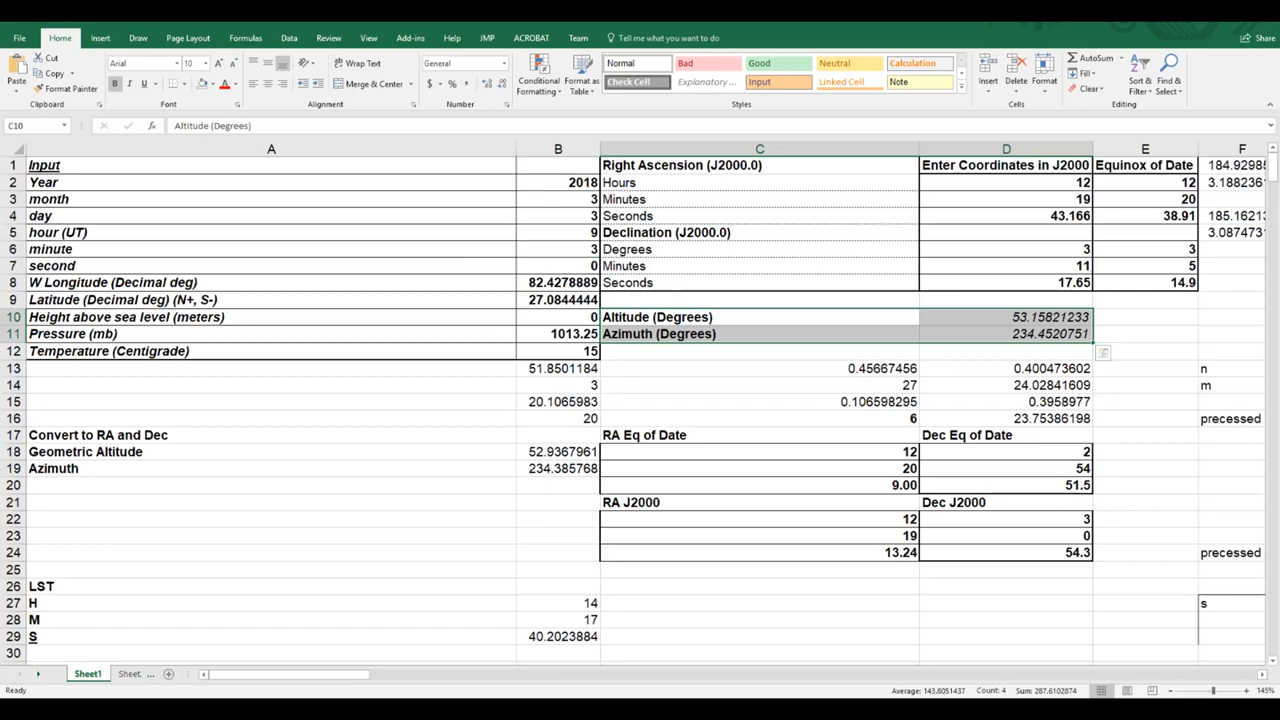 File Home Insert Draw Page Layout Formulas Data Review View Add-ins Help JMP ACROBAT Team Tell me what you want to do Share
Cut
Copy
Format Painter
Paste
Clipboard
Arial 10
B I U
Font
Wrap Text
Merge & Center
Alignment
General
$ % ,
Number
Conditional Formatting
Format as Table
Normal Bad Good Neutral Calculation
Check Cell Explanatory ... Input Linked Cell Note
Styles
Insert Delete Format
Cells
AutoSum
Fill
Clear
Sort & Filter
Find & Select
Editing
C10 fx Altitude (Degrees)
A B C D E F
1 Input Right Ascension (J2000.0) Enter Coordinates in J2000 Equinox of Date 184.92985
2 Year 2018 Hours 12 12 3.1882361
3 month 3 Minutes 19 20
4 day 3 Seconds 43.166 38.91 185.16213
5 hour (UT) 9 Declination (J2000.0) 3.0874731
6 minute 3 Degrees 3 3
7 second 0 Minutes 11 5
8 W Longitude (Decimal deg) 82.4278889 Seconds 17.65 14.9
9 Latitude (Decimal deg) (N+, S-) 27.0844444
10 Height above sea level (meters) 0 Altitude (Degrees) 53.15821233
11 Pressure (mb) 1013.25 Azimuth (Degrees) 234.4520751
12 Temperature (Centigrade) 15
13 51.8501184 0.45667456 0.400473602 n
14 3 27 24.02841609 m
15 20.1065983 0.106598295 0.3958977
16 20 6 23.75386198 precessed
17 Convert to RA and Dec RA Eq of Date Dec Eq of Date
18 Geometric Altitude 52.9367961 12 2
19 Azimuth 234.385768 20 54
20 9.00 51.5
21 RA J2000 Dec J2000
22 12 3
23 19 0
24 13.24 54.3 precessed
25
26 LST
27 H 14 s
28 M 17
29 S 40.2023884
30
Sheet1 Sheet ...
Ready Average: 143.8051437 Count: 4 Sum: 287.6102874 145%